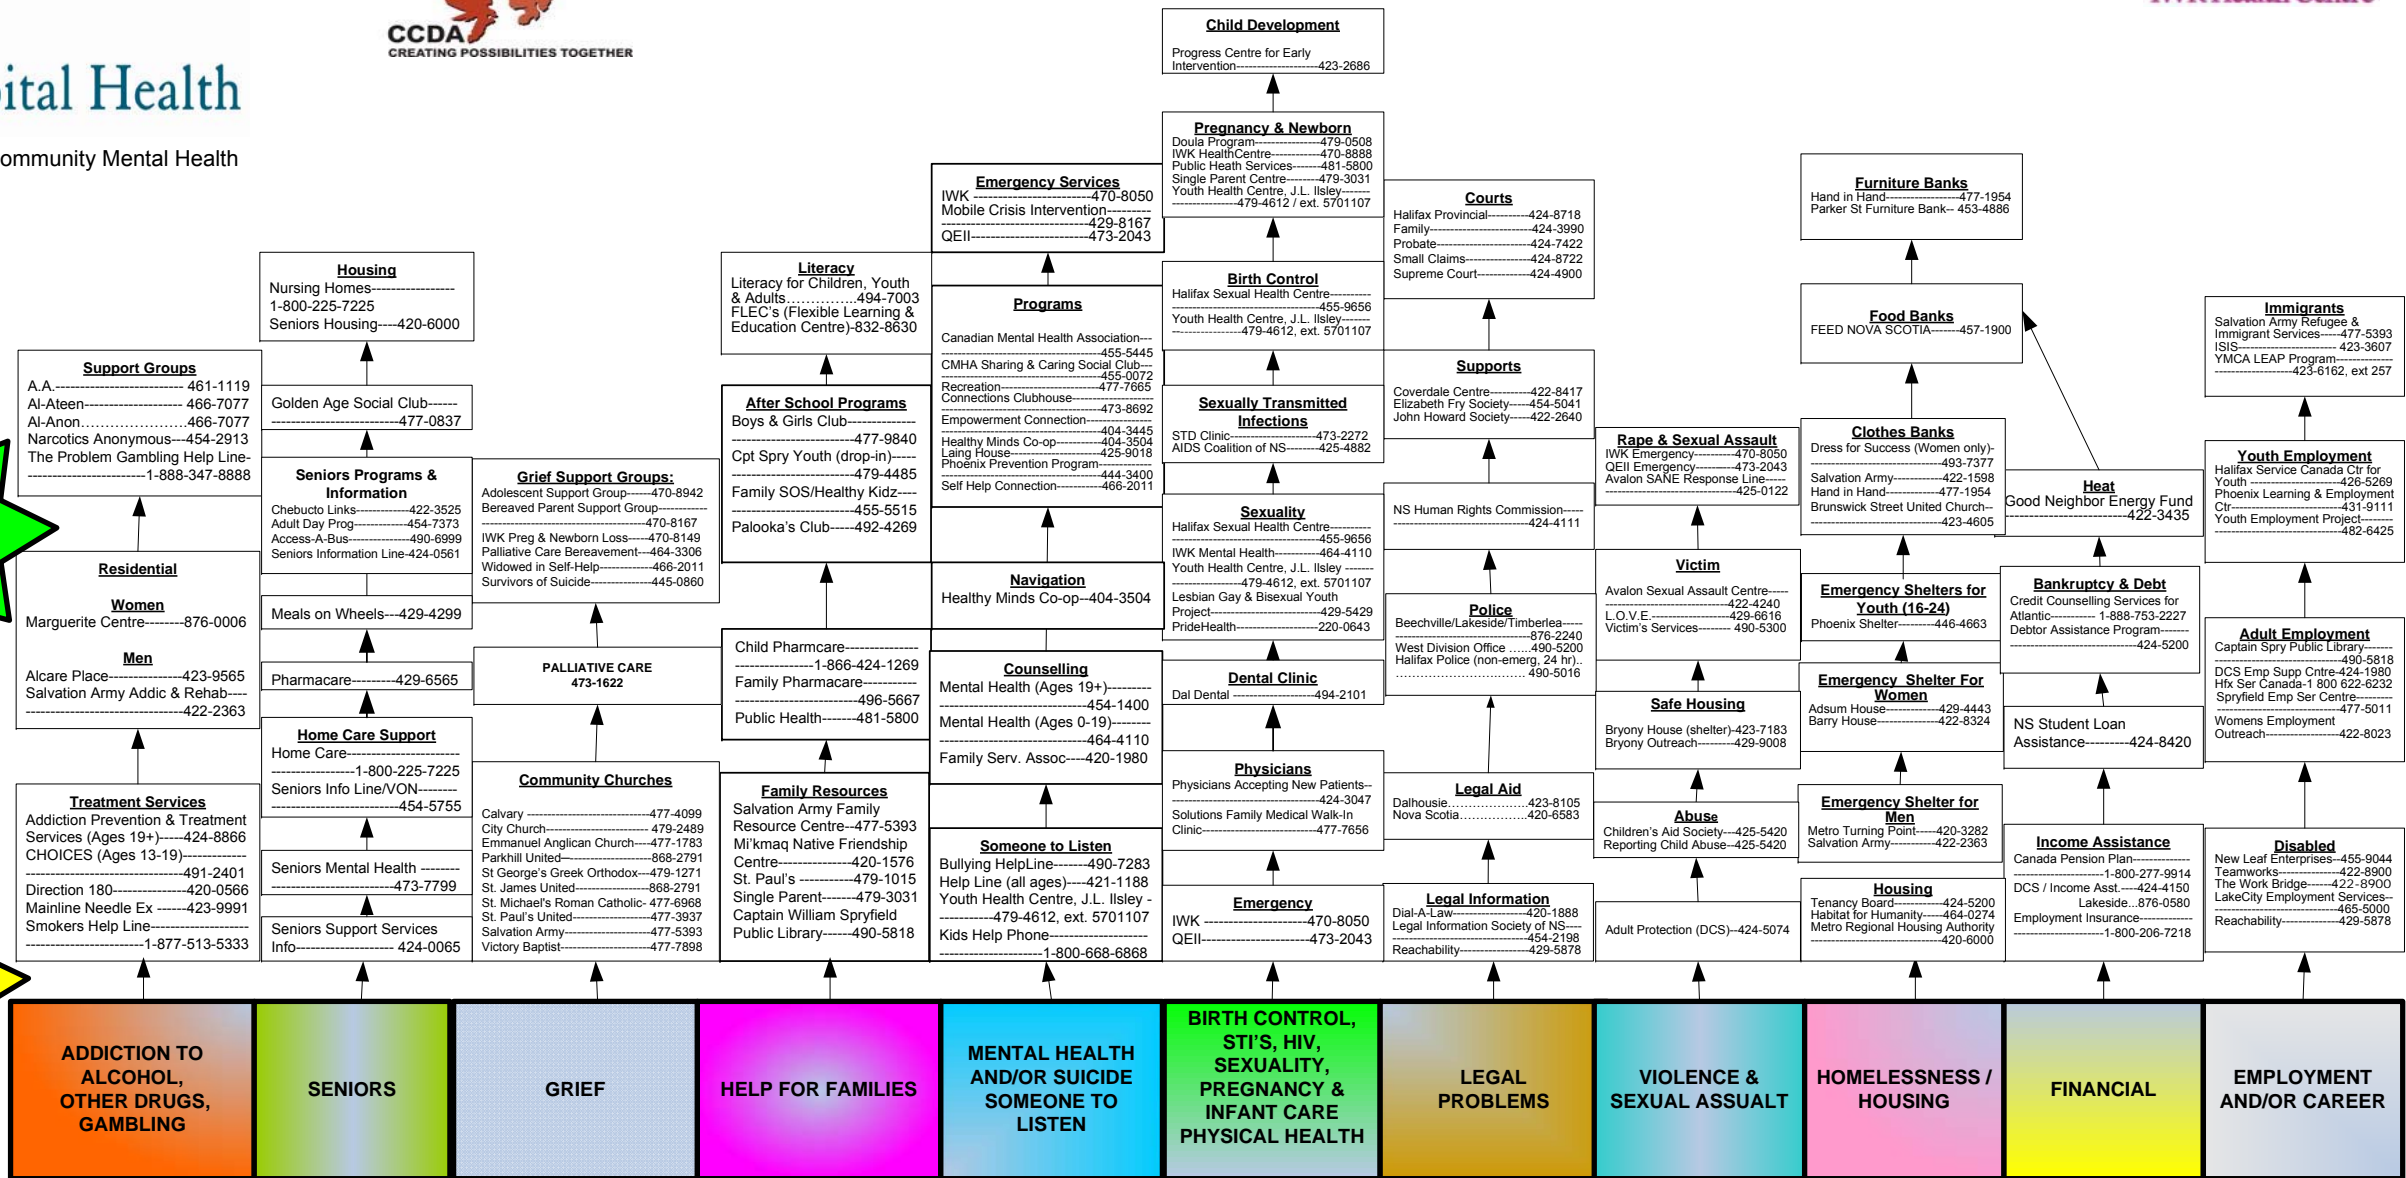 CCDA
CREATING POSSIBILITIES TOGETHER
ital Health
ommunity Mental Health
Support Groups
A.A.-------------------------- 461-1119
Al-Ateen--------------------- 466-7077
Al-Anon………………….466-7077
Narcotics Anonymous---454-2913
The Problem Gambling Help Line-
-----------------------1-888-347-8888
Residential
Women
Marguerite Centre--------876-0006
Men
Alcare Place---------------423-9565
Salvation Army Addic & Rehab----
-------------------------------422-2363
Treatment Services
Addiction Prevention & Treatment
Services (Ages 19+)-----424-8866
CHOICES (Ages 13-19)-------------
-------------------------------491-2401
Direction 180---------------420-0566
Mainline Needle Ex ------423-9991
Smokers Help Line-------------------
-----------------------1-877-513-5333
ADDICTION TO
ALCOHOL,
OTHER DRUGS,
GAMBLING
Housing
Nursing Homes-----------------
1-800-225-7225
Seniors Housing----420-6000
Golden Age Social Club------
-------------------------477-0837
Seniors Programs &
Information
Chebucto Links-----------422-3525
Adult Day Prog-----------454-7373
Access-A-Bus------------490-6999
Seniors Information Line-424-0561
Meals on Wheels---429-4299
Pharmacare--------429-6565
Home Care Support
Home Care-----------------------
----------------1-800-225-7225
Seniors Info Line/VON--------
-------------------------454-5755
Seniors Mental Health --------
------------------------473-7799
Seniors Support Services
Info------------------- 424-0065
SENIORS
Grief Support Groups:
Adolescent Support Group------470-8942
Bereaved Parent Support Group------------
---------------------------------470-8167
IWK Preg & Newborn Loss-----470-8149
Palliative Care Bereavement---464-3306
Widowed in Self-Help------------466-2011
Survivors of Suicide---------------445-0860
PALLIATIVE CARE
473-1622
Community Churches
Calvary ---------------------------477-4099
City Church---------------------- 479-2489
Emmanuel Anglican Church----477-1783
Parkhill United–--------------------868-2791
St George's Greek Orthodox---479-1271
St. James United------------------868-2791
St. Michael's Roman Catholic- 477-6968
St. Paul's United------------------477-3937
Salvation Army-------------------477-5393
Victory Baptist--------------------477-7898
GRIEF
Literacy
Literacy for Children, Youth
& Adults…………..494-7003
FLEC's (Flexible Learning &
Education Centre)-832-8630
After School Programs
Boys & Girls Club--------------
-------------------------477-9840
Cpt Spry Youth (drop-in)-----
-------------------------479-4485
Family SOS/Healthy Kidz----
-------------------------455-5515
Palooka's Club-----492-4269
Child Pharmcare---------------
----------------1-866-424-1269
Family Pharmacare-----------
-------------------------496-5667
Public Health-------481-5800
Family Resources
Salvation Army Family
Resource Centre--477-5393
Mi'kmaq Native Friendship
Centre--------------420-1576
St. Paul's -----------479-1015
Single Parent-------479-3031
Captain William Spryfield
Public Library------490-5818
HELP FOR FAMILIES
Emergency Services
IWK -------------------------470-8050
Mobile Crisis Intervention---------
--------------------------------429-8167
QEII-------------------------473-2043
Programs
Canadian Mental Health Association---
-----------------------------------455-5445
CMHA Sharing & Caring Social Club---
-----------------------------------455-0072
Recreation---------------------477-7665
Connections Clubhouse------------------
-----------------------------------473-8692
Empowerment Connection--------------
-----------------------------------404-3445
Healthy Minds Co-op----------404-3504
Laing House---------------------425-9018
Phoenix Prevention Program------------
-----------------------------------444-3400
Self Help Connection----------466-2011
Navigation
Healthy Minds Co-op--404-3504
Counselling
Mental Health (Ages 19+)---------
-------------------------------454-1400
Mental Health (Ages 0-19)--------
-------------------------------464-4110
Family Serv. Assoc----420-1980
Someone to Listen
Bullying HelpLine-------490-7283
Help Line (all ages)----421-1188
Youth Health Centre, J.L. Ilsley -
----------479-4612, ext. 5701107
Kids Help Phone--------------------
---------------------1-800-668-6868
MENTAL HEALTH
AND/OR SUICIDE
SOMEONE TO
LISTEN
Child Development
Progress Centre for Early
Intervention--------------------423-2686
Pregnancy & Newborn
Doula Program----------------479-0508
IWK HealthCentre------------470-8888
Public Heath Services-------481-5800
Single Parent Centre--------479-3031
Youth Health Centre, J.L. Ilsley-------
----------------479-4612 / ext. 5701107
Birth Control
Halifax Sexual Health Centre----------
-----------------------------------455-9656
Youth Health Centre, J.L. Ilsley-------
----------------479-4612, ext. 5701107
Sexually Transmitted
Infections
STD Clinic---------------------473-2272
AIDS Coalition of NS--------425-4882
Sexuality
Halifax Sexual Health Centre----------
-----------------------------------455-9656
IWK Mental Health-----------464-4110
Youth Health Centre, J.L. Ilsley -------
----------------479-4612, ext. 5701107
Lesbian Gay & Bisexual Youth
Project---------------------------429-5429
PrideHealth--------------------220-0643
Dental Clinic
Dal Dental --------------------494-2101
Physicians
Physicians Accepting New Patients--
-----------------------------------424-3047
Solutions Family Medical Walk-In
Clinic----------------------------477-7656
Emergency
IWK -----------------------470-8050
QEII------------------------473-2043
BIRTH CONTROL,
STI'S, HIV,
SEXUALITY,
PREGNANCY &
INFANT CARE
PHYSICAL HEALTH
Courts
Halifax Provincial----------424-8718
Family-------------------------424-3990
Probate-----------------------424-7422
Small Claims----------------424-8722
Supreme Court-------------424-4900
Supports
Coverdale Centre---------422-8417
Elizabeth Fry Society----454-5041
John Howard Society-----422-2640
NS Human Rights Commission-----
---------------------------------424-4111
Police
Beechville/Lakeside/Timberlea-----
---------------------------------876-2240
West Division Office …...490-5200
Halifax Police (non-emerg, 24 hr)..
…………………………. 490-5016
Legal Aid
Dalhousie………………..423-8105
Nova Scotia……………..420-6583
Legal Information
Dial-A-Law------------------420-1888
Legal Information Society of NS----
---------------------------------454-2198
Reachability-----------------429-5878
LEGAL
PROBLEMS
Rape & Sexual Assault
IWK Emergency----------470-8050
QEII Emergency----------473-2043
Avalon SANE Response Line-----
--------------------------------425-0122
Victim
Avalon Sexual Assault Centre-----
------------------------------422-4240
L.O.V.E.-------------------429-6616
Victim's Services-------- 490-5300
Safe Housing
Bryony House (shelter)-423-7183
Bryony Outreach---------429-9008
Abuse
Children's Aid Society---425-5420
Reporting Child Abuse--425-5420
Adult Protection (DCS)--424-5074
VIOLENCE &
SEXUAL ASSUALT
Furniture Banks
Hand in Hand------------------477-1954
Parker St Furniture Bank-- 453-4886
Food Banks
FEED NOVA SCOTIA-------457-1900
Clothes Banks
Dress for Success (Women only)-
-------------------------------493-7377
Salvation Army-----------422-1598
Hand in Hand-------------477-1954
Brunswick Street United Church--
-------------------------------423-4605
Emergency Shelters for
Youth (16-24)
Phoenix Shelter---------446-4663
Emergency Shelter For
Women
Adsum House-----------429-4443
Barry House--------------422-8324
Emergency Shelter for
Men
Metro Turning Point-----420-3282
Salvation Army-----------422-2363
Housing
Tenancy Board-----------424-5200
Habitat for Humanity-----464-0274
Metro Regional Housing Authority
--------------------------------420-6000
HOMELESSNESS /
HOUSING
Heat
Good Neighbor Energy Fund
-----------------------422-3435
Bankruptcy & Debt
Credit Counselling Services for
Atlantic----------- 1-888-753-2227
Debtor Assistance Program-------
-------------------------------424-5200
NS Student Loan
Assistance---------424-8420
Income Assistance
Canada Pension Plan--------------
----------------------1-800-277-9914
DCS / Income Asst.----424-4150
Lakeside...876-0580
Employment Insurance-------------
----------------------1-800-206-7218
FINANCIAL
Immigrants
Salvation Army Refugee &
Immigrant Services-----477-5393
ISIS----------------------- 423-3607
YMCA LEAP Program--------------
-------------------423-6162, ext 257
Youth Employment
Halifax Service Canada Ctr for
Youth ----------------------426-5269
Phoenix Learning & Employment
Ctr---------------------------431-9111
Youth Employment Project--------
-------------------------------482-6425
Adult Employment
Captain Spry Public Library-------
-------------------------------490-5818
DCS Emp Supp Cntre-424-1980
Hfx Ser Canada-1 800 622-6232
Spryfield Emp Ser Centre---------
-------------------------------477-5011
Womens Employment
Outreach-----------------422-8023
Disabled
New Leaf Enterprises--455-9044
Teamworks--------------422-8900
The Work Bridge------422-8900
LakeCity Employment Services--
-------------------------------465-5000
Reachability--------------429-5878
EMPLOYMENT
AND/OR CAREER